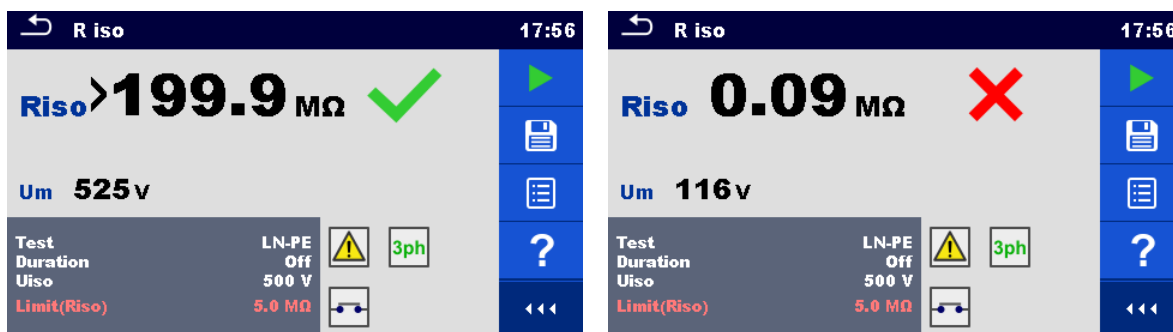 R iso 17:56
Riso >199.9 MΩ
Um 525 V
Test LN-PE
Duration Off
Uiso 500 V
Limit(Riso) 5.0 MΩ
3ph
?
R iso 17:56
Riso 0.09 MΩ
Um 116 V
Test LN-PE
Duration Off
Uiso 500 V
Limit(Riso) 5.0 MΩ
3ph
?